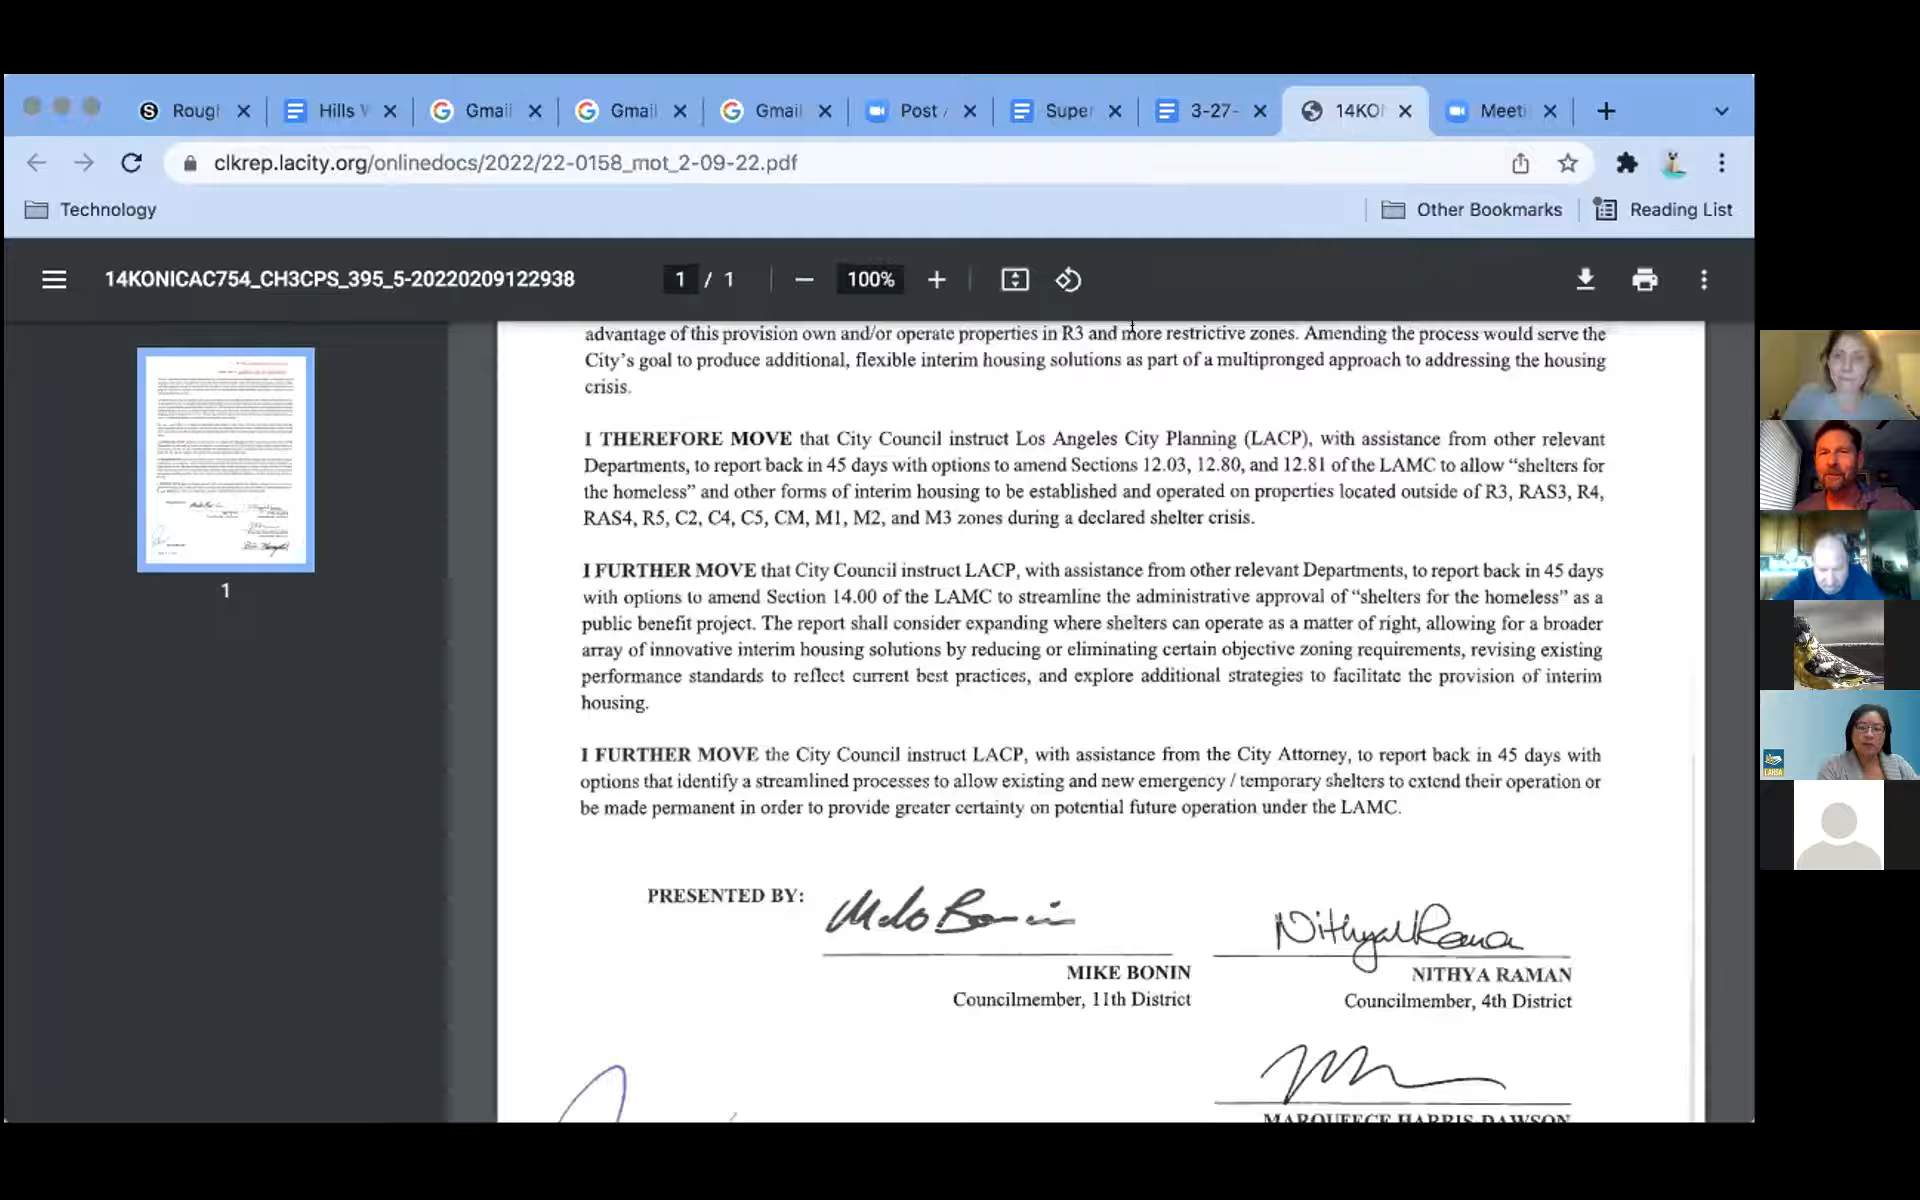 Rougl
Hills V
Gmail
Gmail
Gmail
Post
Super
3-27-
14KO
Meeti
clkrep.lacity.org/onlinedocs/2022/22-0158_mot_2-09-22.pdf
Technology
Other Bookmarks
Reading List
14KONICAC754_CH3CPS_395_5-20220209122938
1 / 1
100%
advantage of this provision own and/or operate properties in R3 and more restrictive zones. Amending the process would serve the
City's goal to produce additional, flexible interim housing solutions as part of a multipronged approach to addressing the housing
crisis.
I THEREFORE MOVE that City Council instruct Los Angeles City Planning (LACP), with assistance from other relevant
Departments, to report back in 45 days with options to amend Sections 12.03, 12.80, and 12.81 of the LAMC to allow "shelters for
the homeless" and other forms of interim housing to be established and operated on properties located outside of R3, RAS3, R4,
RAS4, R5, C2, C4, C5, CM, M1, M2, and M3 zones during a declared shelter crisis.
I FURTHER MOVE that City Council instruct LACP, with assistance from other relevant Departments, to report back in 45 days
with options to amend Section 14.00 of the LAMC to streamline the administrative approval of "shelters for the homeless" as a
public benefit project. The report shall consider expanding where shelters can operate as a matter of right, allowing for a broader
array of innovative interim housing solutions by reducing or eliminating certain objective zoning requirements, revising existing
performance standards to reflect current best practices, and explore additional strategies to facilitate the provision of interim
housing.
I FURTHER MOVE the City Council instruct LACP, with assistance from the City Attorney, to report back in 45 days with
options that identify a streamlined processes to allow existing and new emergency / temporary shelters to extend their operation or
be made permanent in order to provide greater certainty on potential future operation under the LAMC.
PRESENTED BY:
MIKE BONIN
Councilmember, 11th District
Nithya Raman
NITHYA RAMAN
Councilmember, 4th District
MARQUEECE HARRIS-DAWSON
1
LAHSA